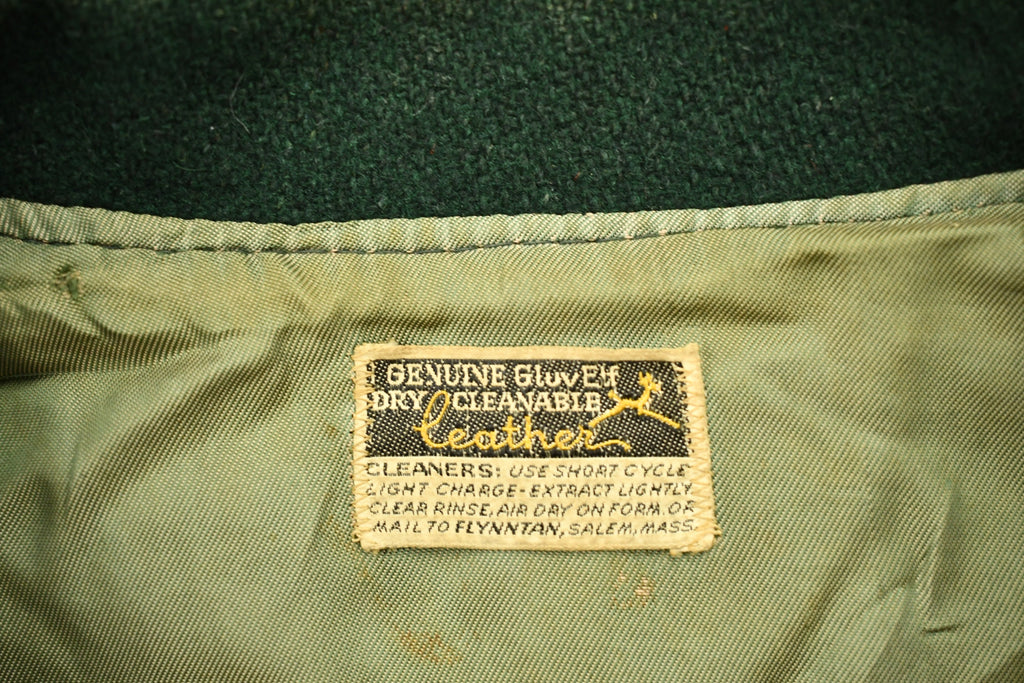 GENUINE GluvElf
DRY CLEANABLE
leather
CLEANERS: USE SHORT CYCLE
LIGHT CHARGE-EXTRACT LIGHTLY
CLEAR RINSE, AIR DRY ON FORM. OR
MAIL TO FLYNNTAN, SALEM, MASS.